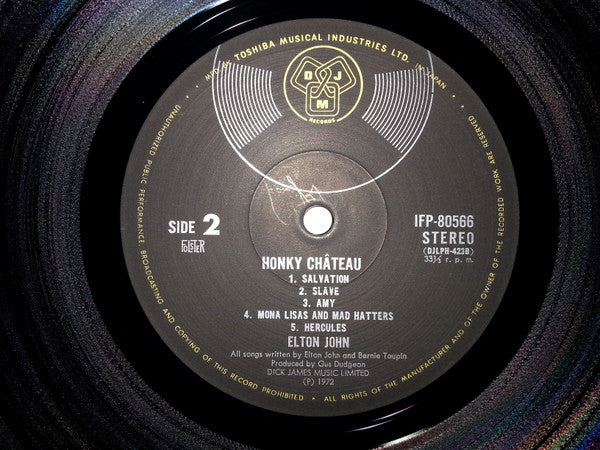 MFD. BY TOSHIBA MUSICAL INDUSTRIES LTD. IN JAPAN
DJM
RECORDS
UNAUTHORIZED PUBLIC PERFORMANCE, BROADCASTING AND COPYING OF THIS RECORD PROHIBITED • ALL RIGHTS OF THE MANUFACTURER AND OF THE OWNER OF THE RECORDED WORK ARE RESERVED
SIDE 2
IFP-80566
STEREO
(DJLPH-423B)
33⅓ r. p. m.
HONKY CHÂTEAU
1. SALVATION
2. SLAVE
3. AMY
4. MONA LISAS AND MAD HATTERS
5. HERCULES
ELTON JOHN
All songs written by Elton John and Bernie Taupin
Produced by Gus Dudgeon
DICK JAMES MUSIC LIMITED
(P) 1972